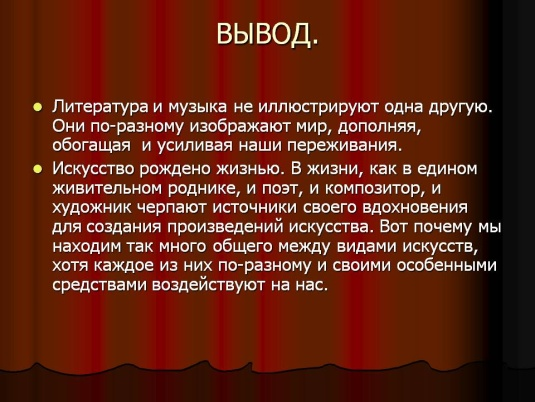 ВЫВОД.
Литература и музыка не иллюстрируют одна другую.
Они по-разному изображают мир, дополняя,
обогащая и усиливая наши переживания.
Искусство рождено жизнью. В жизни, как в едином
живительном роднике, и поэт, и композитор, и
художник черпают источники своего вдохновения
для создания произведений искусства. Вот почему мы
находим так много общего между видами искусств,
хотя каждое из них по-разному и своими особенными
средствами воздействуют на нас.